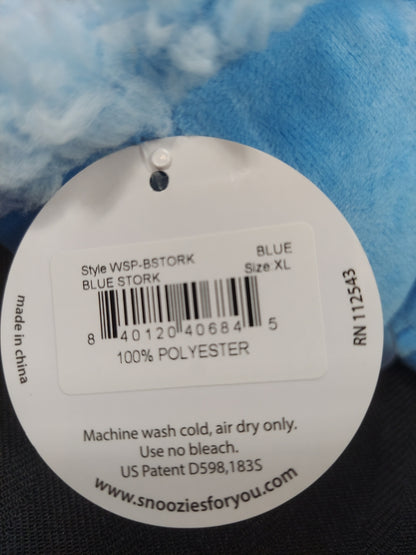 Style WSP-BSTORK BLUE
BLUE STORK Size XL
8 40120 40684 5
100% POLYESTER
made in china
RN 112543
Machine wash cold, air dry only.
Use no bleach.
US Patent D598,183S
www.snooziesforyou.com